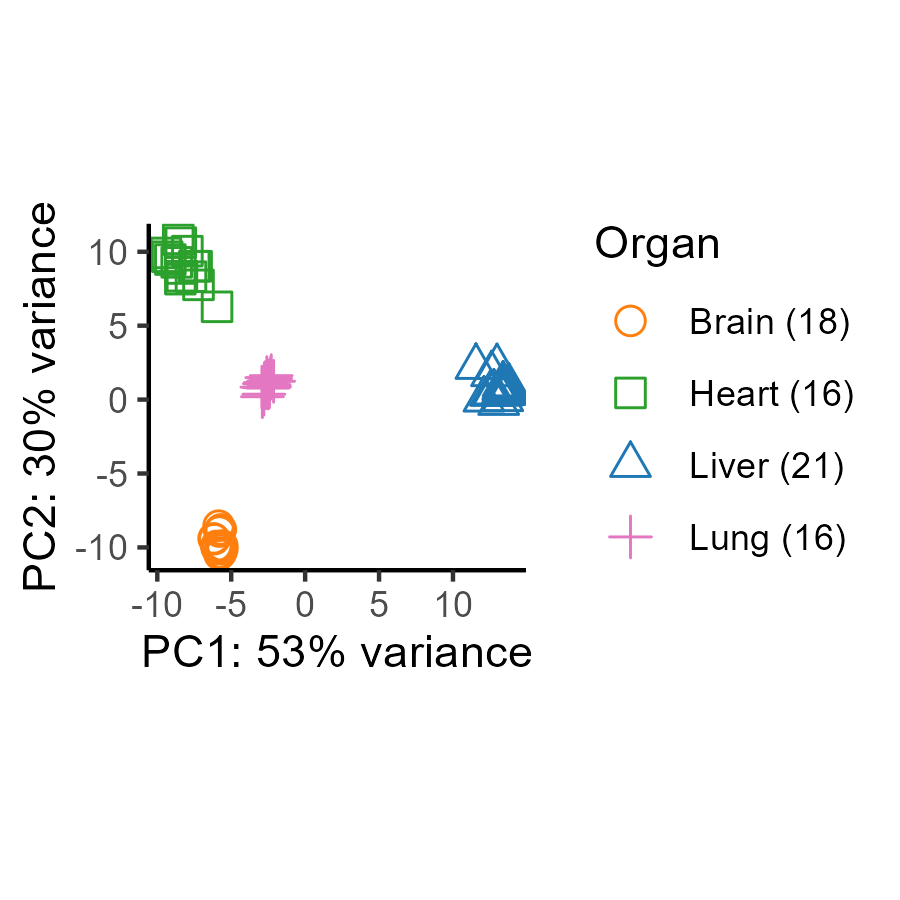 PC2: 30% variance
10
5
0
-5
-10
-10 -5 0 5 10
PC1: 53% variance
Organ
Brain (18)
Heart (16)
Liver (21)
Lung (16)